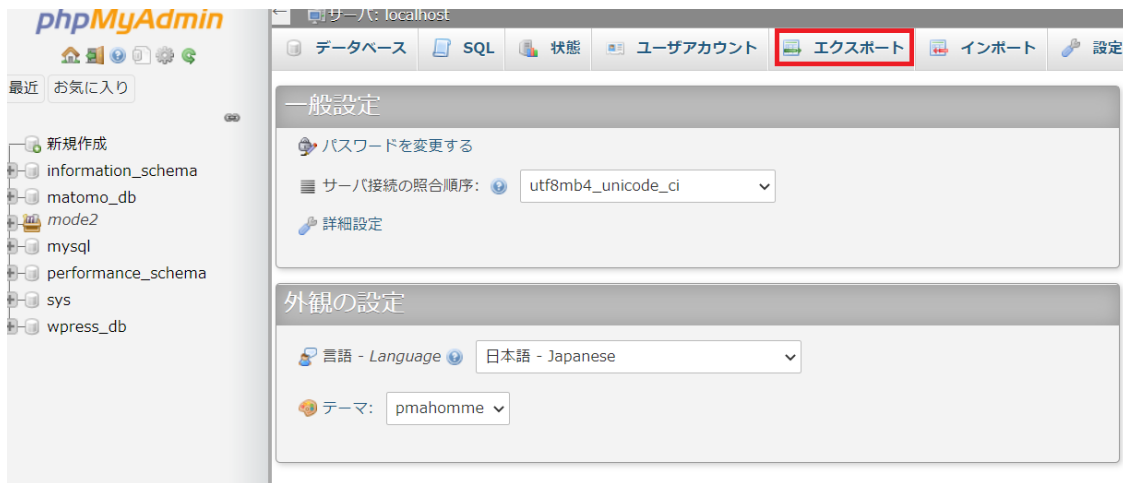 phpMyAdmin
最近 お気に入り
新規作成
information_schema
matomo_db
mode2
mysql
performance_schema
sys
wpress_db
サーバ: localhost
データベース SQL 状態 ユーザアカウント エクスポート インポート 設定
一般設定
パスワードを変更する
サーバ接続の照合順序: utf8mb4_unicode_ci
詳細設定
外観の設定
言語 - Language 日本語 - Japanese
テーマ: pmahomme